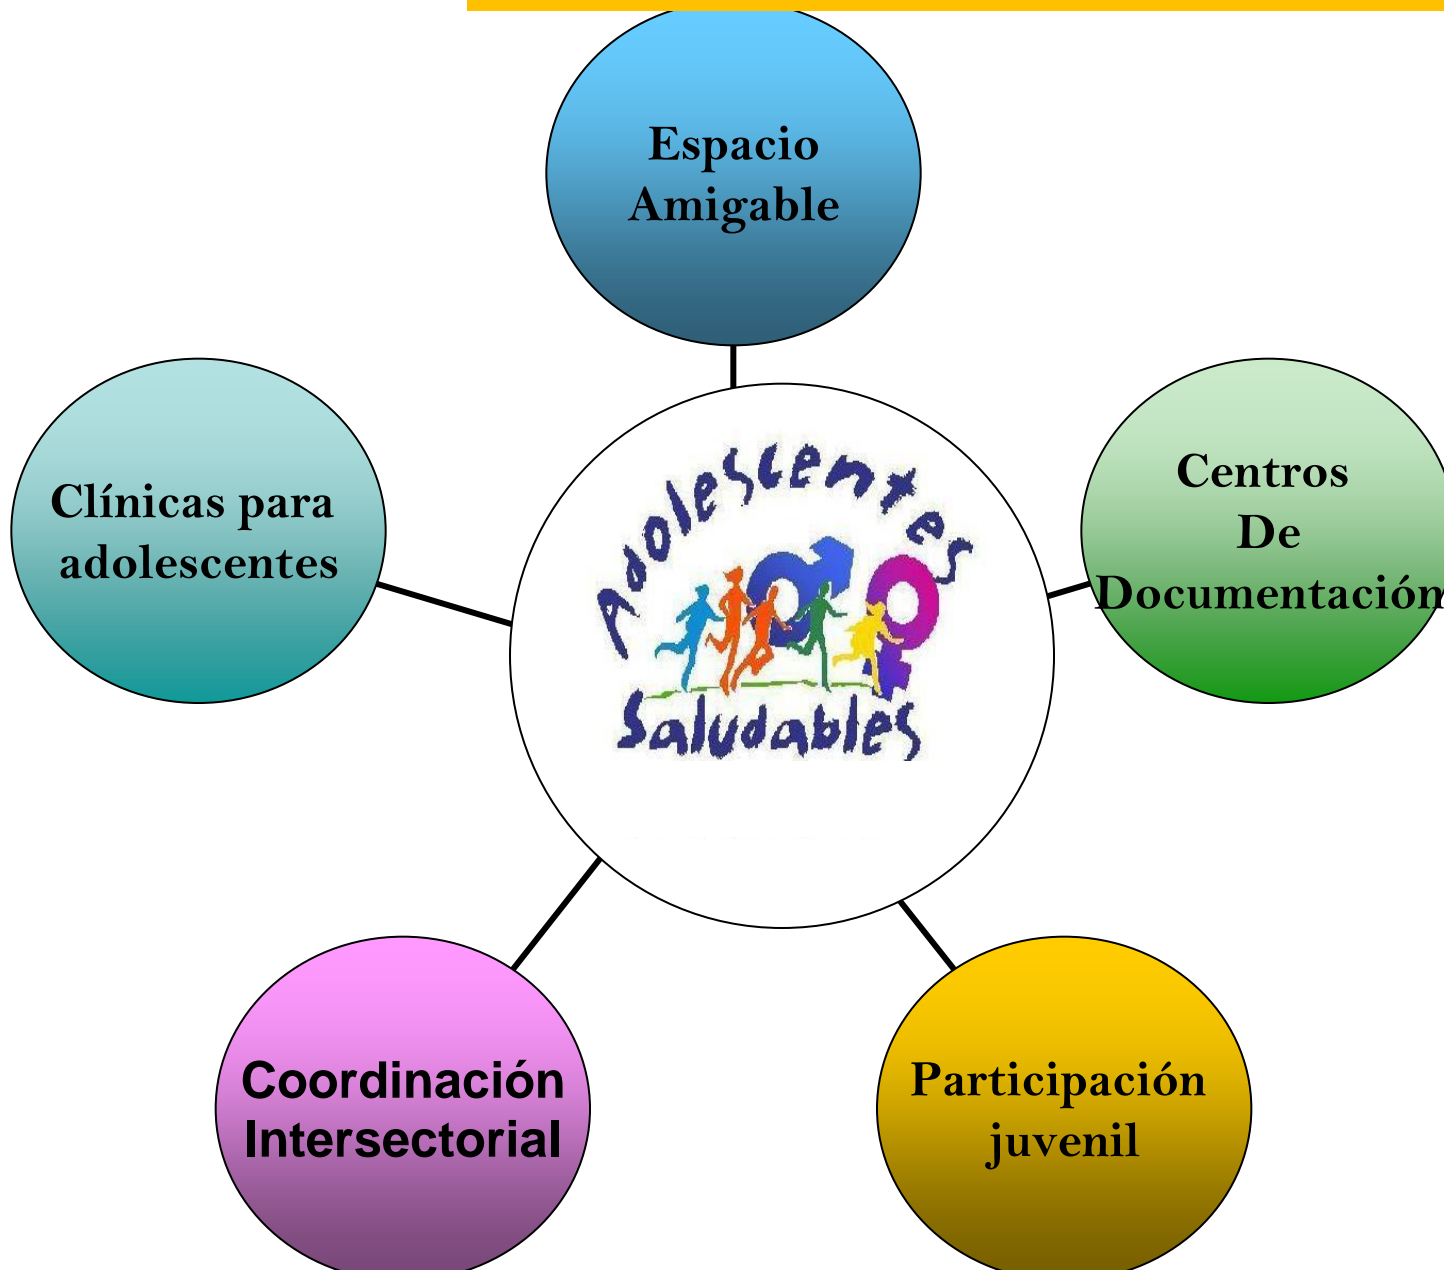 Espacio
Amigable
Clínicas para
adolescentes
Centros
De
Documentación
Adolescentes
Saludables
Coordinación
Intersectorial
Participación
juvenil